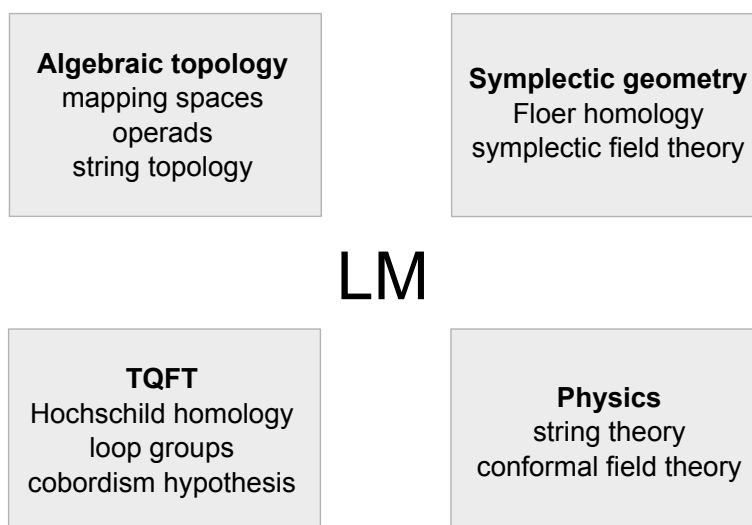 Algebraic topology
mapping spaces
operads
string topology
Symplectic geometry
Floer homology
symplectic field theory
LM
TQFT
Hochschild homology
loop groups
cobordism hypothesis
Physics
string theory
conformal field theory